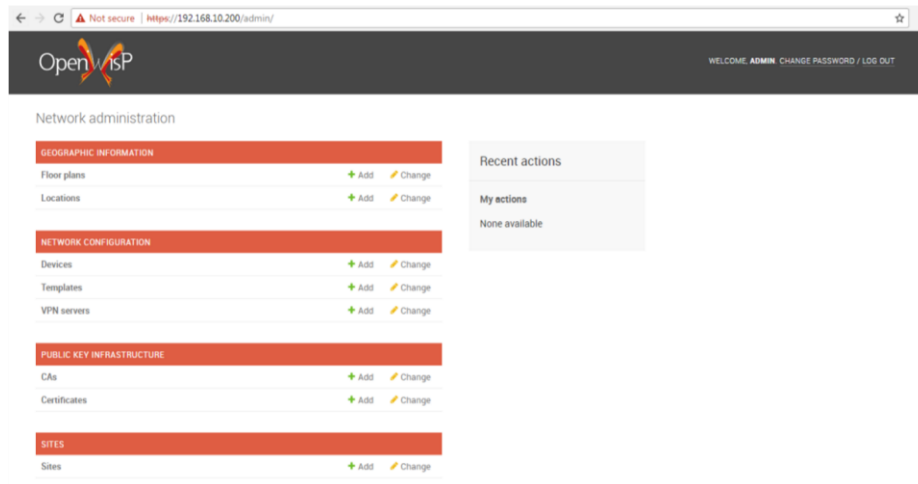 Not secure | https://192.168.10.200/admin/
OpenWISP
WELCOME, ADMIN. CHANGE PASSWORD / LOG OUT
Network administration
GEOGRAPHIC INFORMATION
Floor plans Add Change
Locations Add Change
NETWORK CONFIGURATION
Devices Add Change
Templates Add Change
VPN servers Add Change
PUBLIC KEY INFRASTRUCTURE
CAs Add Change
Certificates Add Change
SITES
Sites Add Change
Recent actions
My actions
None available